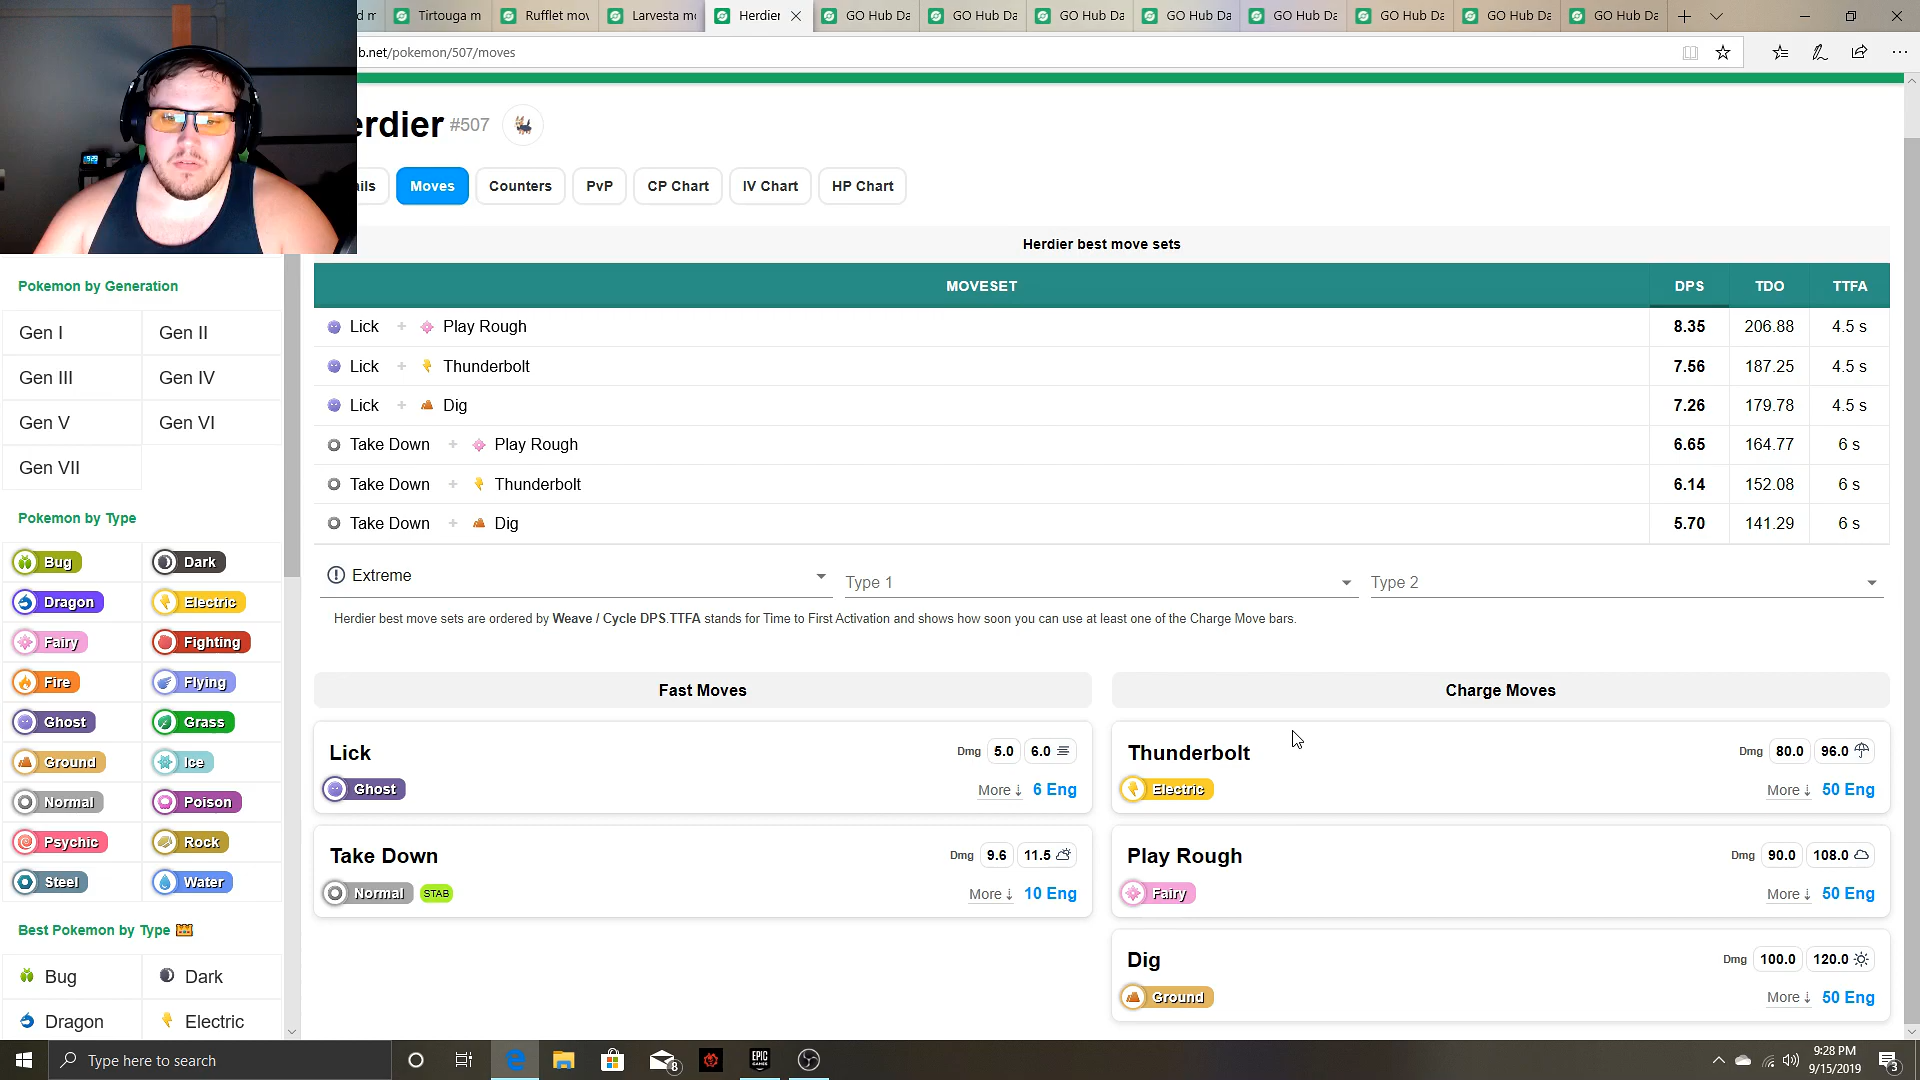 d m
Tirtouga m
Rufflet mov
Larvesta mo
Herdier
GO Hub Da
GO Hub Da
GO Hub Da
GO Hub Da
GO Hub Da
GO Hub Da
GO Hub Da
GO Hub Da
b.net/pokemon/507/moves
erdier #507
ails
Moves
Counters
PvP
CP Chart
IV Chart
HP Chart
Herdier best move sets
MOVESET DPS TDO TTFA
Lick + Play Rough 8.35 206.88 4.5 s
Lick + Thunderbolt 7.56 187.25 4.5 s
Lick + Dig 7.26 179.78 4.5 s
Take Down + Play Rough 6.65 164.77 6 s
Take Down + Thunderbolt 6.14 152.08 6 s
Take Down + Dig 5.70 141.29 6 s
Extreme
Type 1
Type 2
Herdier best move sets are ordered by Weave / Cycle DPS.TTFA stands for Time to First Activation and shows how soon you can use at least one of the Charge Move bars.
Fast Moves
Lick Dmg 5.0 6.0
Ghost More ↓ 6 Eng
Take Down Dmg 9.6 11.5
Normal STAB More ↓ 10 Eng
Charge Moves
Thunderbolt Dmg 80.0 96.0
Electric More ↓ 50 Eng
Play Rough Dmg 90.0 108.0
Fairy More ↓ 50 Eng
Dig Dmg 100.0 120.0
Ground More ↓ 50 Eng
Pokemon by Generation
Gen I Gen II
Gen III Gen IV
Gen V Gen VI
Gen VII
Pokemon by Type
Bug Dark
Dragon Electric
Fairy Fighting
Fire Flying
Ghost Grass
Ground Ice
Normal Poison
Psychic Rock
Steel Water
Best Pokemon by Type
Bug Dark
Dragon Electric
Type here to search
8
EPIC GAMES
9:28 PM
9/15/2019
3